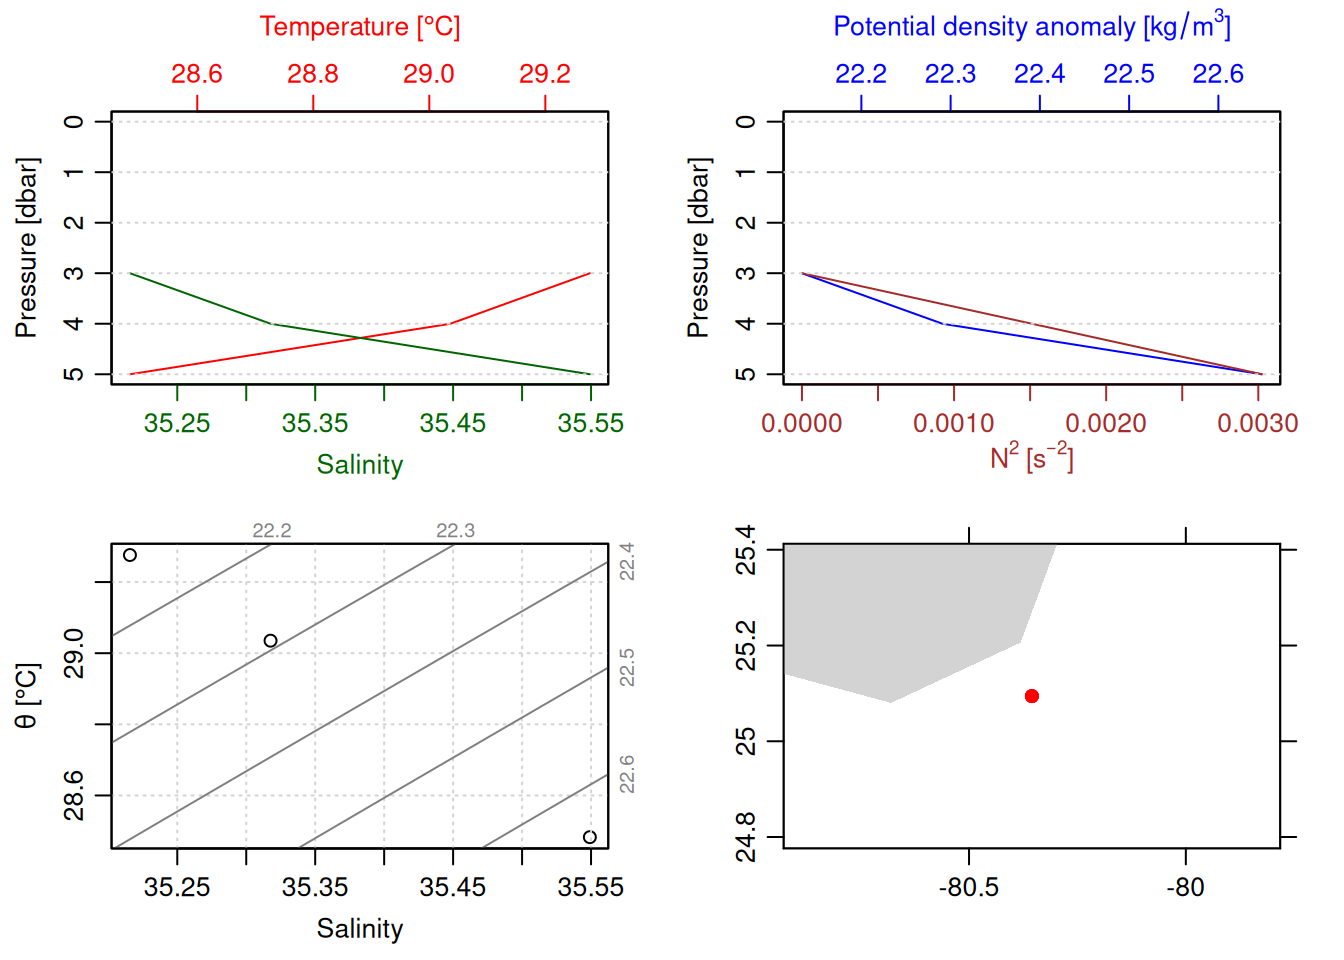 Temperature [°C]
28.6 28.8 29.0 29.2
Pressure [dbar]
0 1 2 3 4 5
35.25 35.35 35.45 35.55
Salinity
Potential density anomaly [kg/m³]
22.2 22.3 22.4 22.5 22.6
Pressure [dbar]
0 1 2 3 4 5
0.0000 0.0010 0.0020 0.0030
N² [s⁻²]
22.2 22.3
22.4
22.5
22.6
θ [°C]
29.0
28.6
35.25 35.35 35.45 35.55
Salinity
25.4
25.2
25
24.8
-80.5 -80